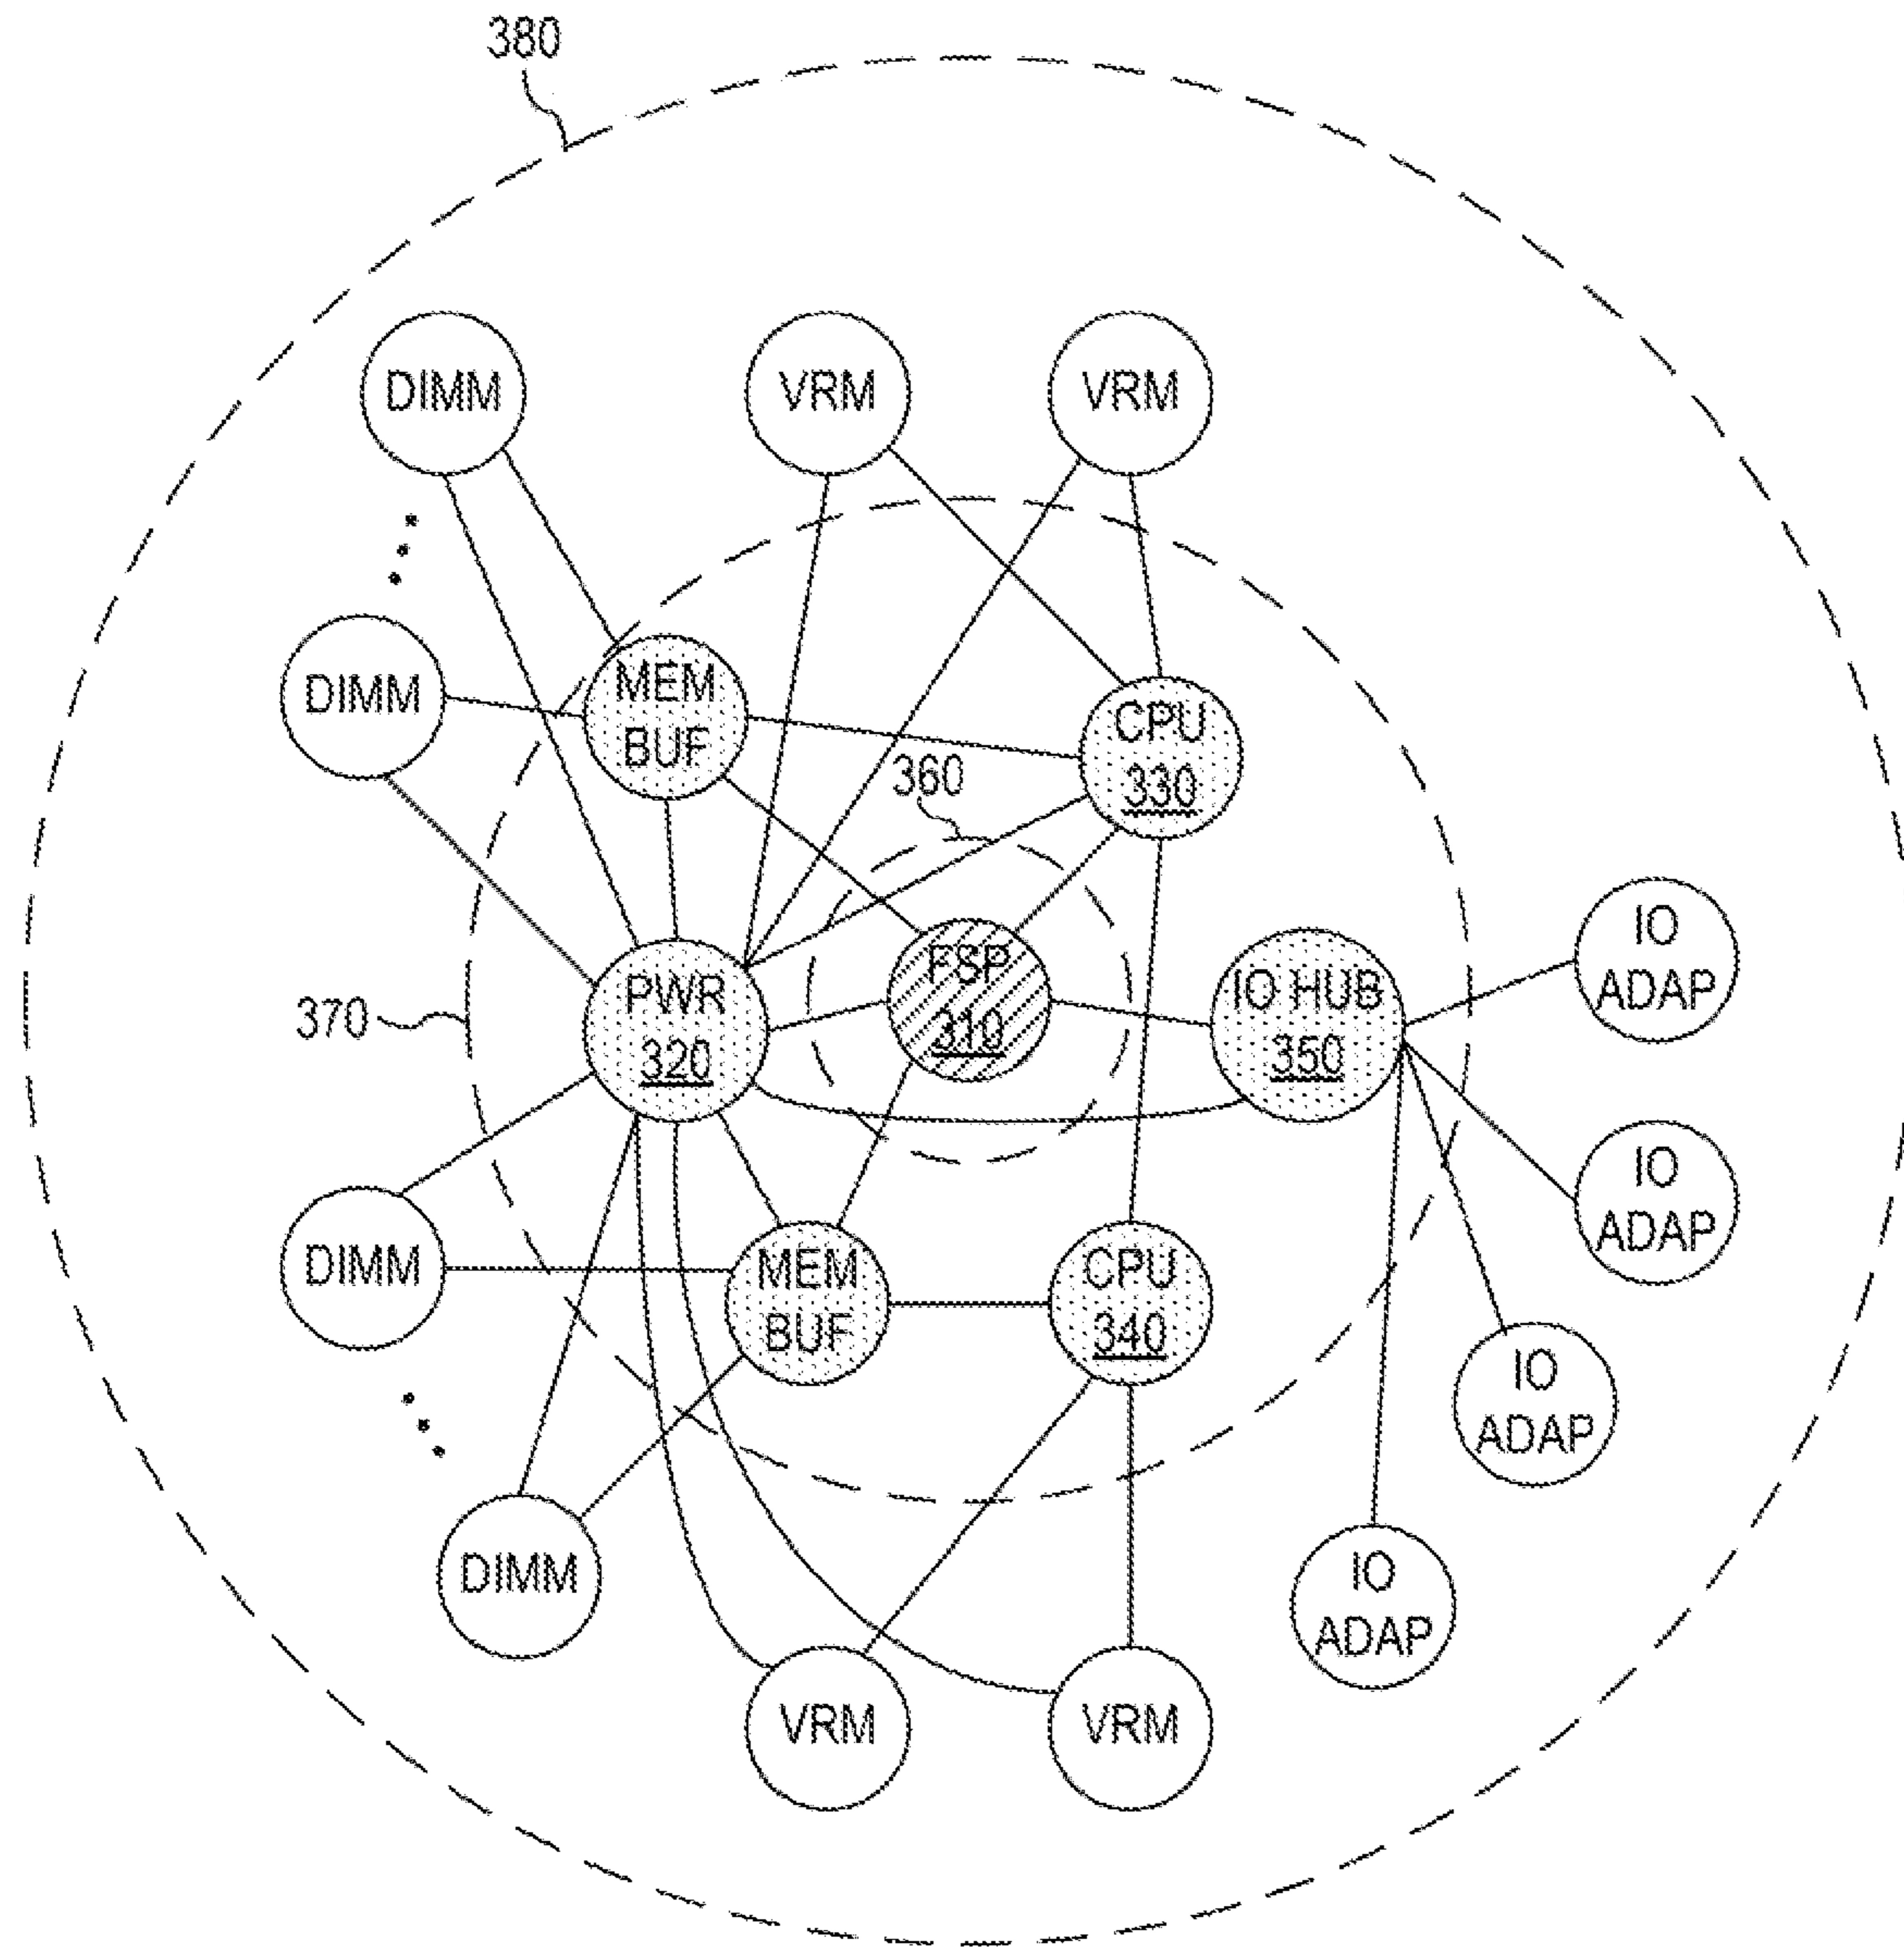 380
DIMM
VRM
VRM
DIMM
MEM
BUF
CPU
330
360
FSP
310
PWR
320
370
IO HUB
350
IO
ADAP
IO
ADAP
DIMM
MEM
BUF
CPU
340
IO
ADAP
DIMM
IO
ADAP
VRM
VRM